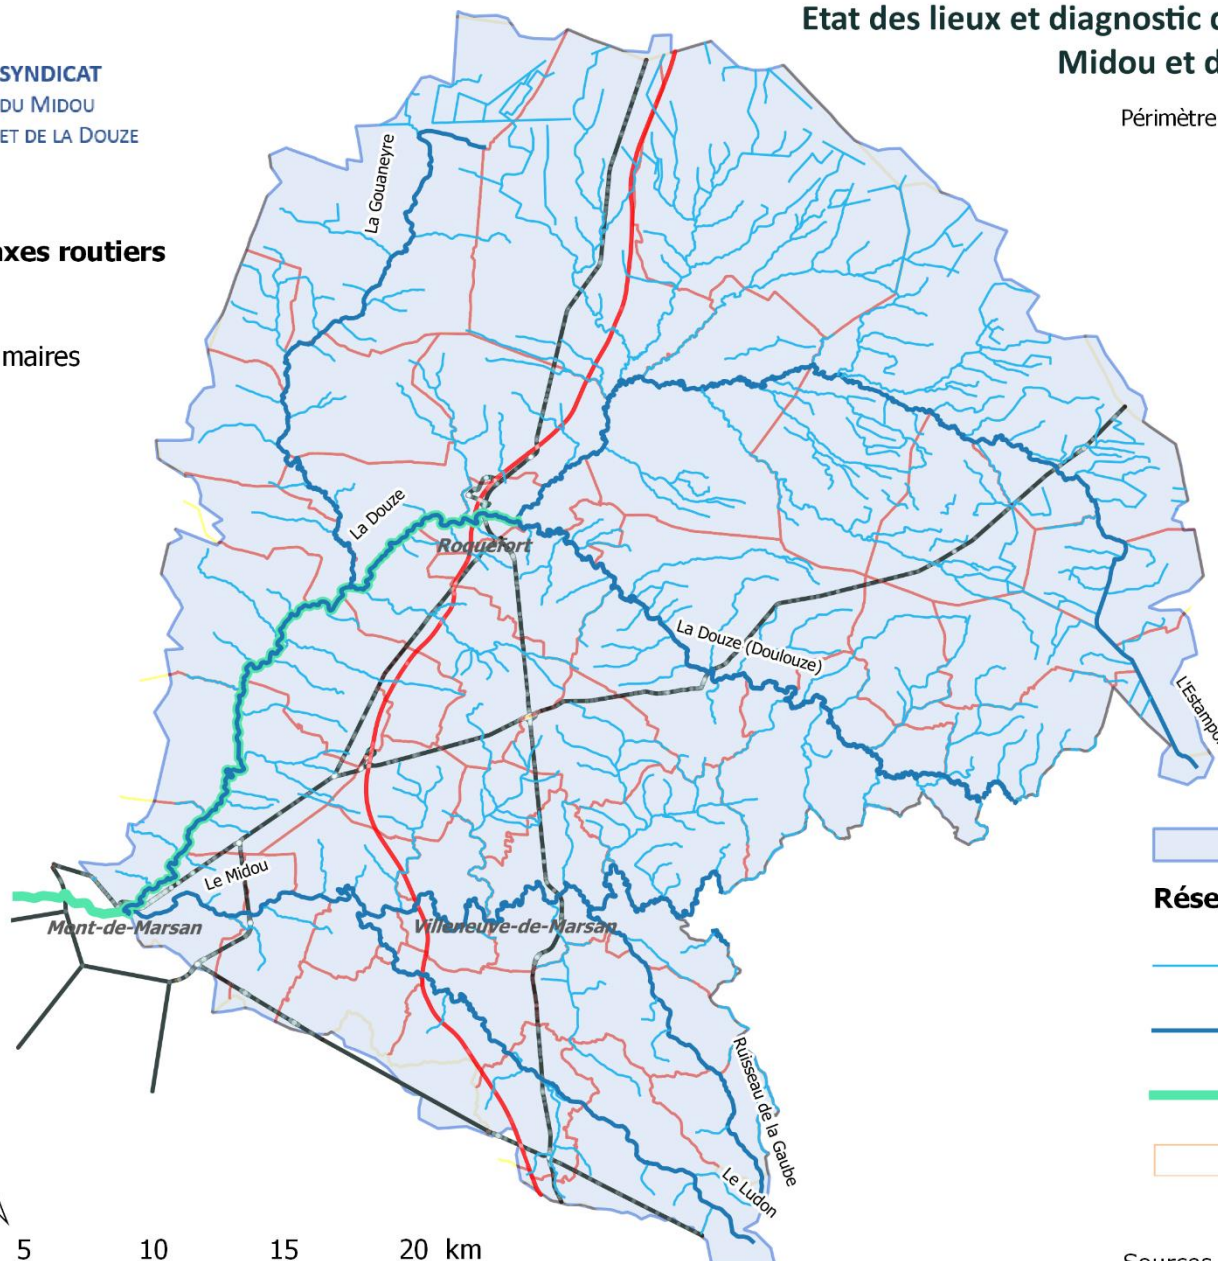 Etat des lieux et diagnostic
Midou et
SYNDICAT
DU MIDOU
ET DE LA DOUZE
Périmètre
axes routiers
maires
La Gouaneyre
La Douze
Roquefort
La Douze (Doulouze)
L'Estampo
Le Midou
Mont-de-Marsan
Villeneuve-de-Marsan
Rése
Ruisseau de la Gaube
Le Ludon
5 10 15 20 km
Sources